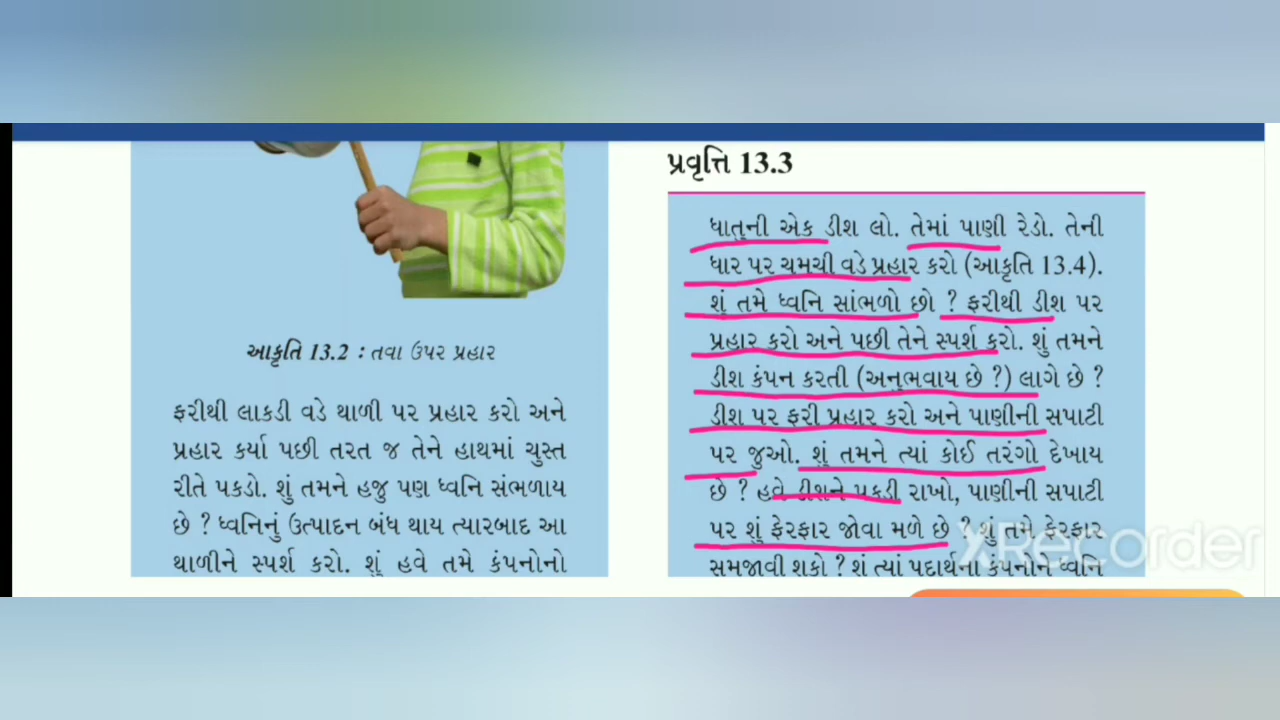 આકૃતિ 13.2 : તવા ઉપર પ્રહાર
ફરીથી લાકડી વડે થાળી પર પ્રહાર કરો અને
પ્રહાર કર્યા પછી તરત જ તેને હાથમાં ચુસ્ત
રીતે પકડો. શું તમને હજુ પણ ધ્વનિ સંભળાય
છે ? ધ્વનિનું ઉત્પાદન બંધ થાય ત્યારબાદ આ
થાળીને સ્પર્શ કરો. શું હવે તમે કંપનોનો
પ્રવૃત્તિ 13.3
ધાતુની એક ડીશ લો. તેમાં પાણી રેડો. તેની
ધાર પર ચમચી વડે પ્રહાર કરો (આકૃતિ 13.4).
શું તમે ધ્વનિ સાંભળો છો ? ફરીથી ડીશ પર
પ્રહાર કરો અને પછી તેને સ્પર્શ કરો. શું તમને
ડીશ કંપન કરતી (અનુભવાય છે ?) લાગે છે ?
ડીશ પર ફરી પ્રહાર કરો અને પાણીની સપાટી
પર જુઓ. શું તમને ત્યાં કોઈ તરંગો દેખાય
છે ? હવે ડીશને પકડી રાખો, પાણીની સપાટી
પર શું ફેરફાર જોવા મળે છે ? શું તમે ફેરફાર
સમજાવી શકો ? શું ત્યાં પદાર્થના કંપનોને ધ્વનિ
XRecorder